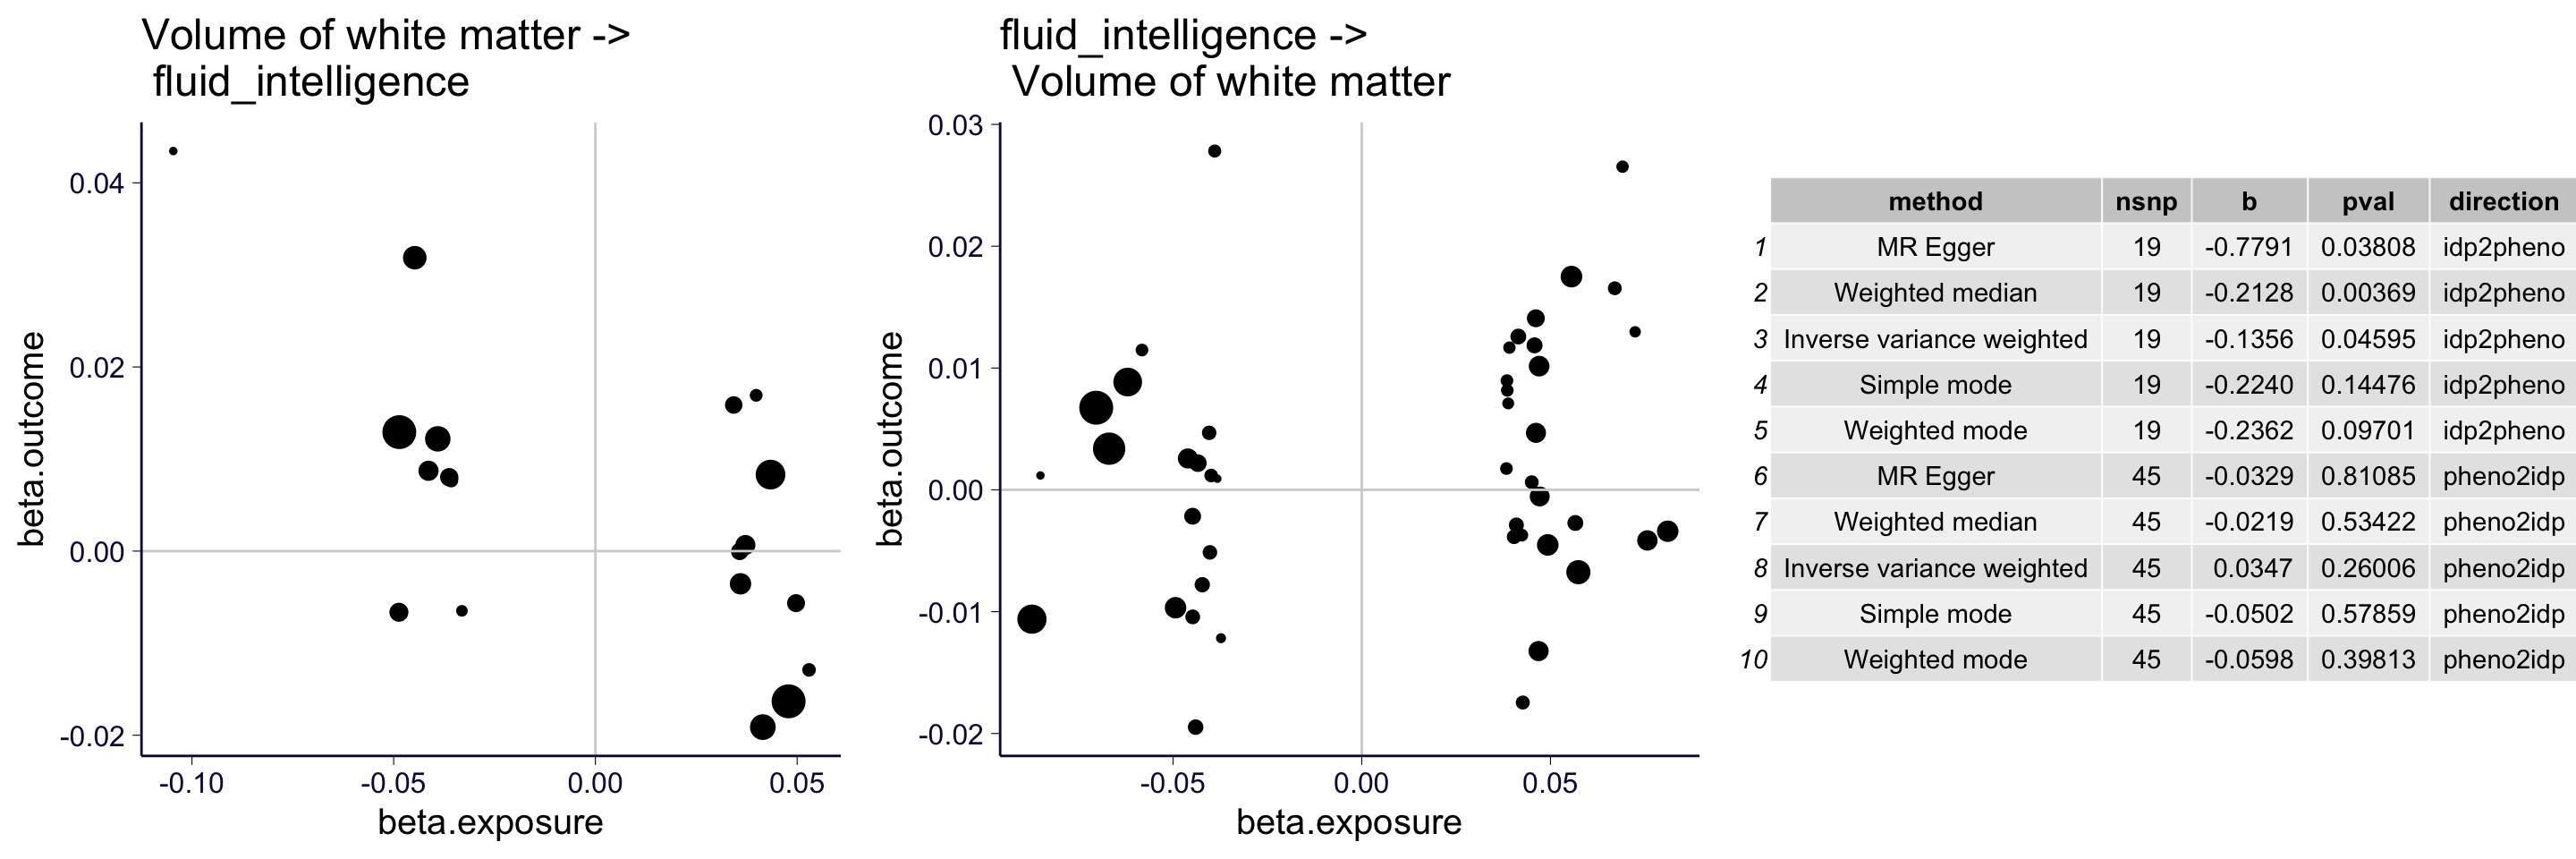 Volume of white matter ->
fluid_intelligence
beta.outcome
0.04
0.02
0.00
-0.02
-0.10
-0.05
0.00
0.05
beta.exposure
fluid_intelligence ->
Volume of white matter
beta.outcome
0.03
0.02
0.01
0.00
-0.01
-0.02
-0.05
0.00
0.05
beta.exposure
method nsnp b pval direction
1 MR Egger 19 -0.7791 0.03808 idp2pheno
2 Weighted median 19 -0.2128 0.00369 idp2pheno
3 Inverse variance weighted 19 -0.1356 0.04595 idp2pheno
4 Simple mode 19 -0.2240 0.14476 idp2pheno
5 Weighted mode 19 -0.2362 0.09701 idp2pheno
6 MR Egger 45 -0.0329 0.81085 pheno2idp
7 Weighted median 45 -0.0219 0.53422 pheno2idp
8 Inverse variance weighted 45 0.0347 0.26006 pheno2idp
9 Simple mode 45 -0.0502 0.57859 pheno2idp
10 Weighted mode 45 -0.0598 0.39813 pheno2idp